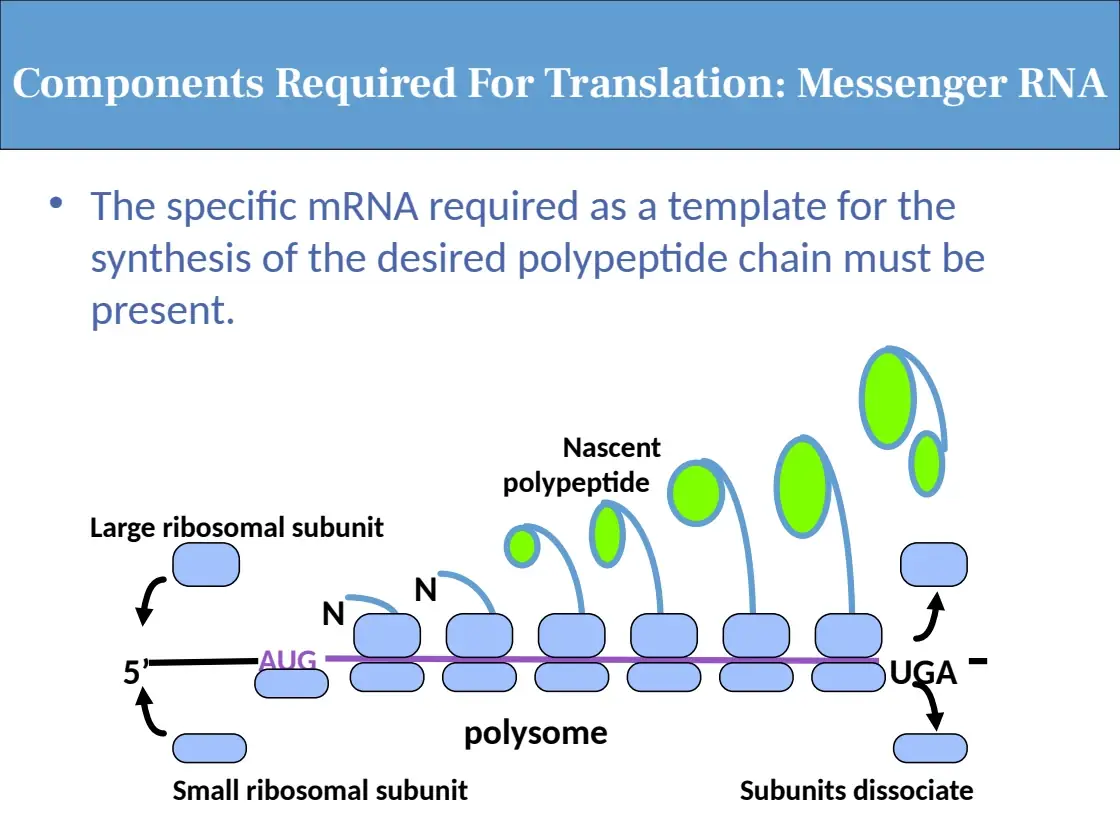 Components Required For Translation: Messenger RNA
• The specific mRNA required as a template for the
synthesis of the desired polypeptide chain must be
present.
Nascent
polypeptide
Large ribosomal subunit
N
N
5’
AUG
UGA
polysome
Small ribosomal subunit
Subunits dissociate